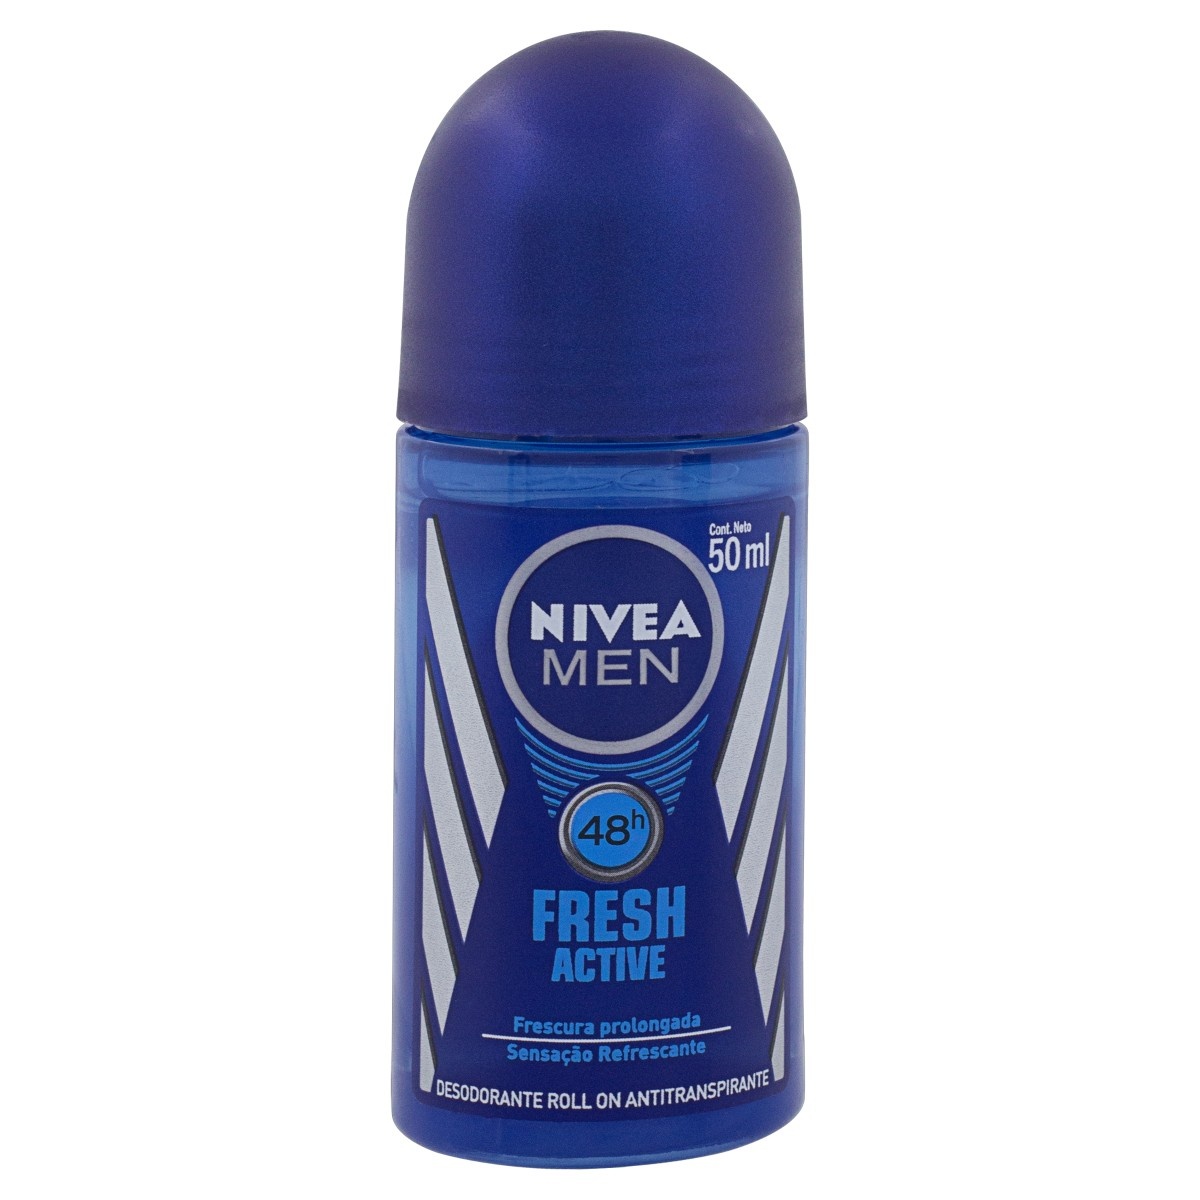 Cont. Neto
50 ml
NIVEA
MEN
48h
FRESH
ACTIVE
Frescura prolongada
Sensação Refrescante
DESODORANTE ROLL ON ANTITRANSPIRANTE